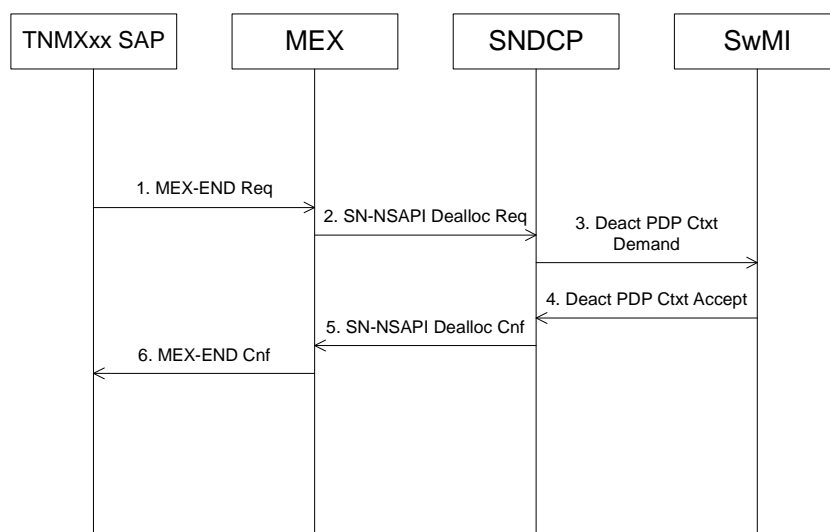 TNMXxx SAP
MEX
SNDCP
SwMI
1. MEX-END Req
2. SN-NSAPI Dealloc Req
3. Deact PDP Ctxt
Demand
4. Deact PDP Ctxt Accept
5. SN-NSAPI Dealloc Cnf
6. MEX-END Cnf